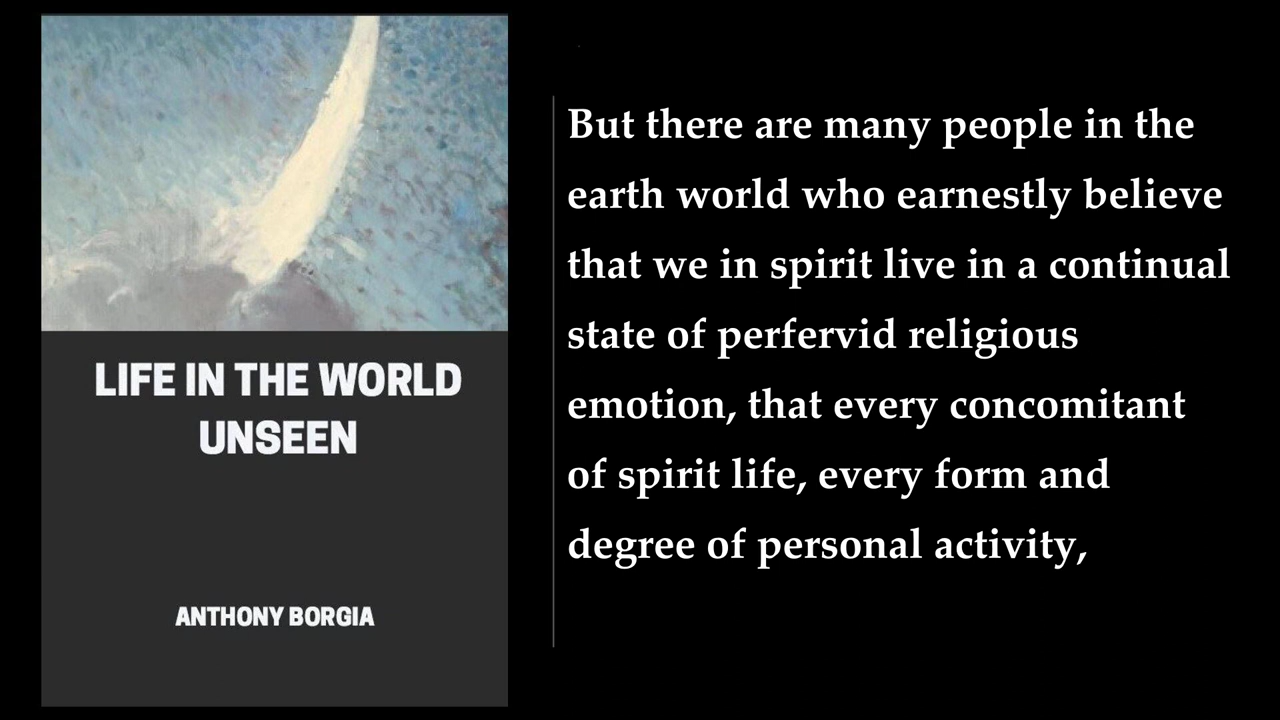 LIFE IN THE WORLD
UNSEEN
ANTHONY BORGIA
But there are many people in the
earth world who earnestly believe
that we in spirit live in a continual
state of perfervid religious
emotion, that every concomitant
of spirit life, every form and
degree of personal activity,